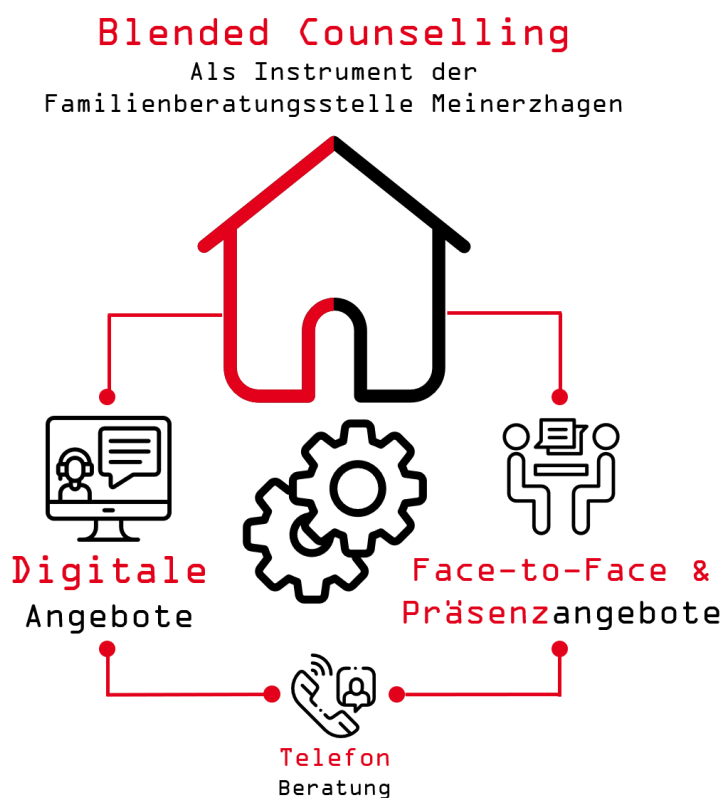 Blended Counselling
Als Instrument der
Familienberatungsstelle Meinerzhagen
Digitale
Angebote
Face-to-Face &
Präsenzangebote
Telefon
Beratung